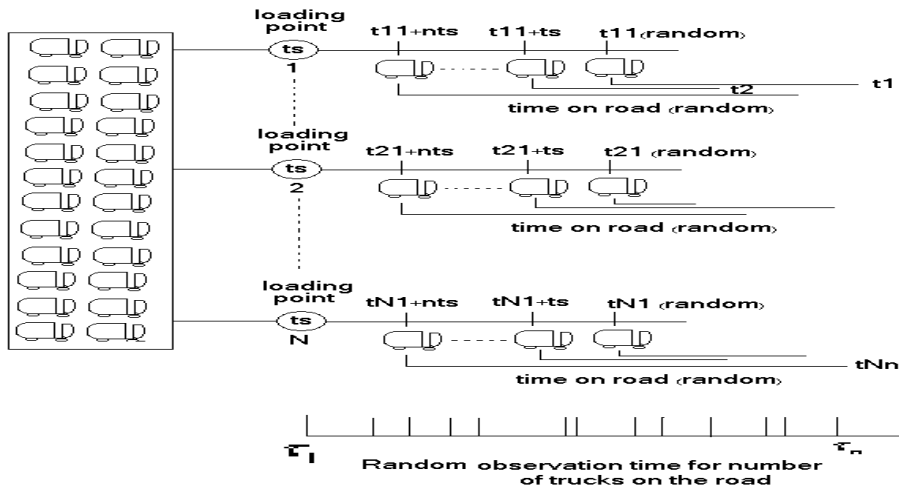 loading
point
t11+nts t11+ts t11(random)
ts
1
t2
t1
time on road (random)
loading
point
t21+nts t21+ts t21 (random)
ts
2
time on road (random)
loading
point
tN1+nts tN1+ts tN1 (random)
ts
N
tNn
time on road (random)
τ1 τn
Random observation time for number
of trucks on the road